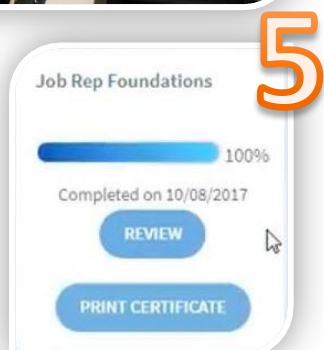 5
Job Rep Foundations
100%
Completed on 10/08/2017
REVIEW
PRINT CERTIFICATE